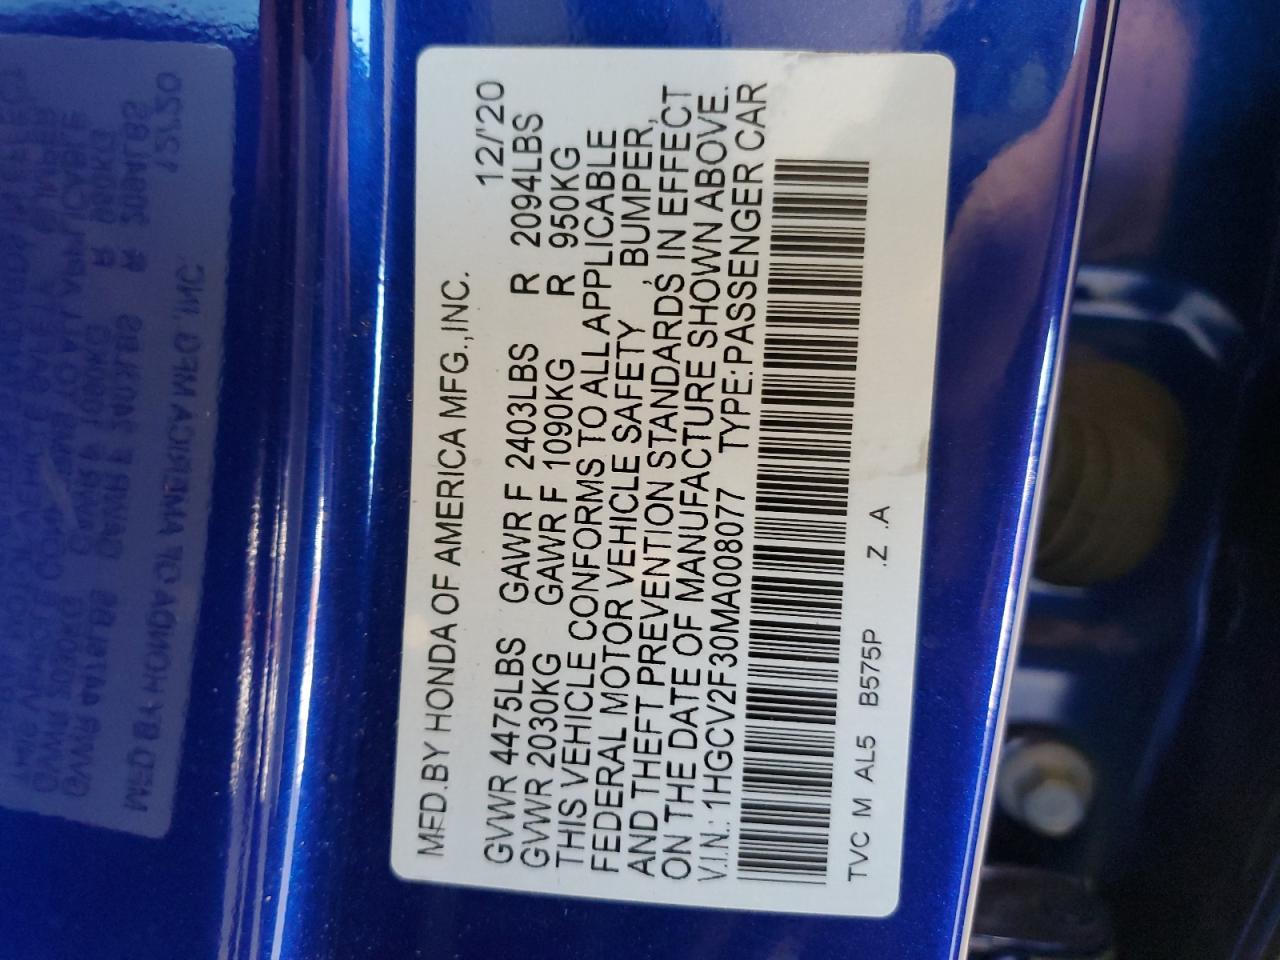 MFD.BY HONDA OF AMERICA MFG.,INC.
12/'20
GVWR 4475LBS GAWR F 2403LBS R 2094LBS
GVWR 2030KG GAWR F 1090KG R 950KG
THIS VEHICLE CONFORMS TO ALL APPLICABLE
FEDERAL MOTOR VEHICLE SAFETY , BUMPER,
AND THEFT PREVENTION STANDARDS IN EFFECT
ON THE DATE OF MANUFACTURE SHOWN ABOVE.
V.I.N.: 1HGCV2F30MA008077 TYPE:PASSENGER CAR
TVC M AL5 B575P .Z .A